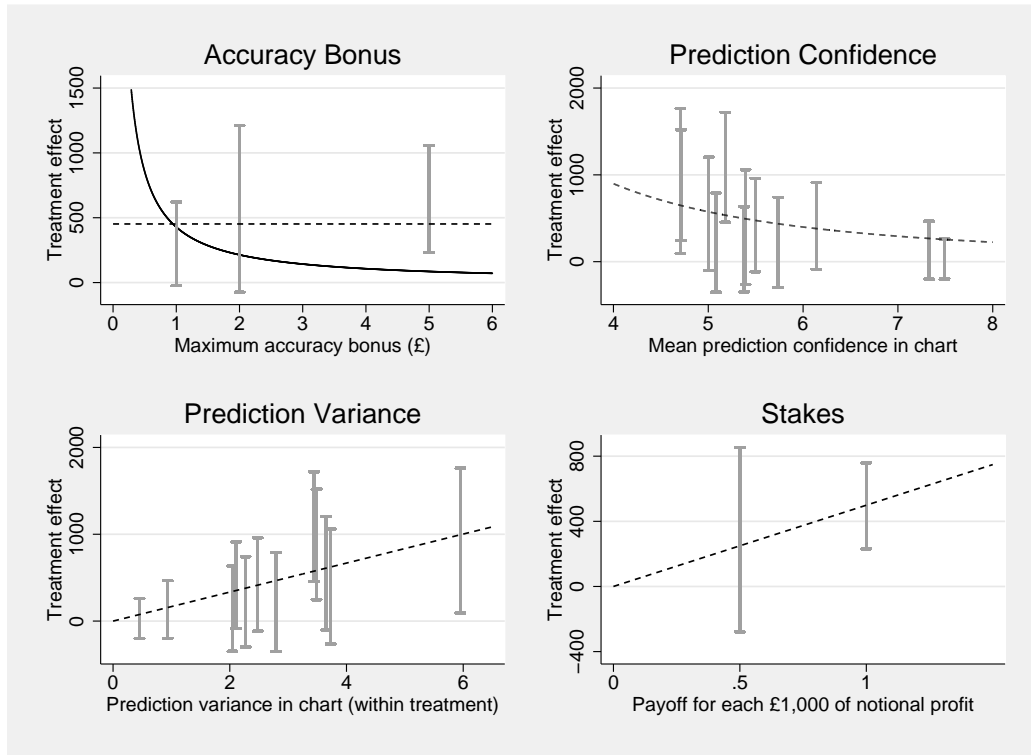 Accuracy Bonus
Treatment effect
1500
1000
500
0
0 1 2 3 4 5 6
Maximum accuracy bonus (£)
Prediction Confidence
Treatment effect
2000
1000
0
4 5 6 7 8
Mean prediction confidence in chart
Prediction Variance
Treatment effect
2000
1000
0
0 2 4 6
Prediction variance in chart (within treatment)
Stakes
Treatment effect
800
400
0
−400
0 .5 1
Payoff for each £1,000 of notional profit